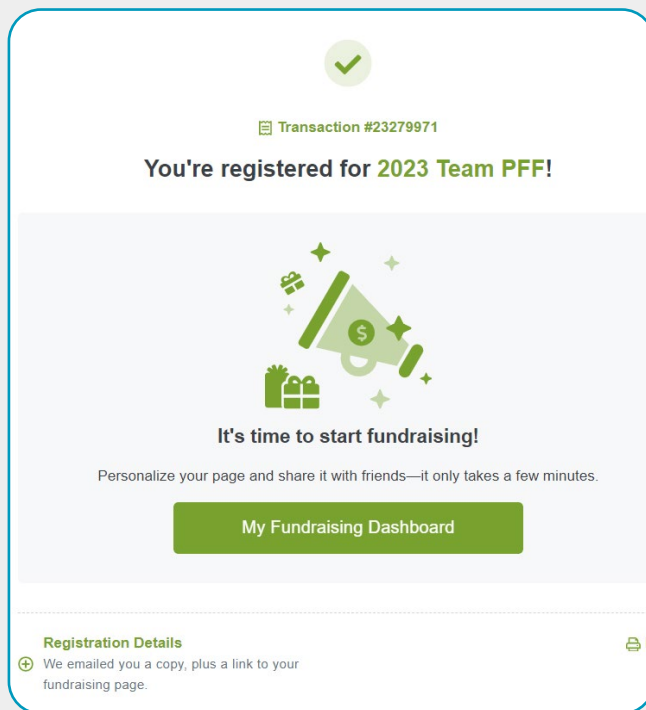 Transaction #23279971
You're registered for 2023 Team PFF!
$
It's time to start fundraising!
Personalize your page and share it with friends—it only takes a few minutes.
My Fundraising Dashboard
Registration Details
We emailed you a copy, plus a link to your
fundraising page.